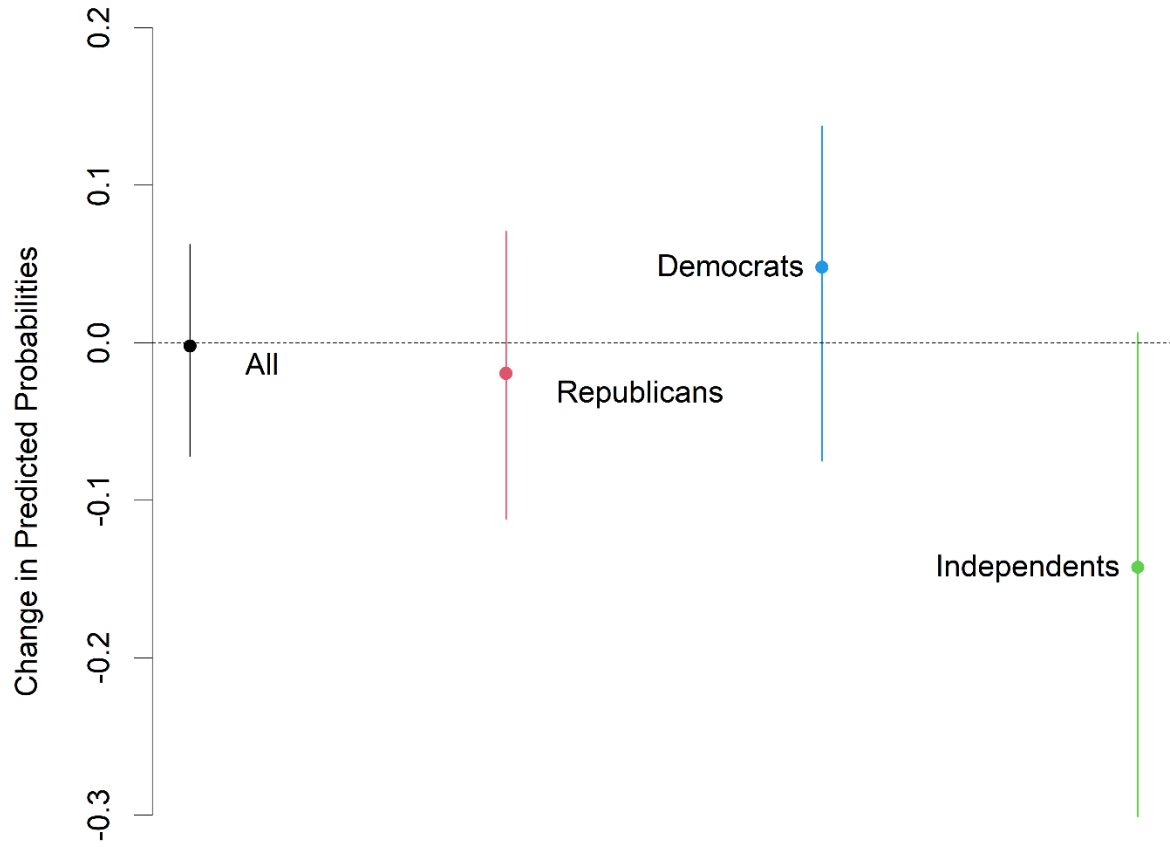 Change in Predicted Probabilities
0.2
0.1
0.0
-0.1
-0.2
-0.3
All
Republicans
Democrats
Independents